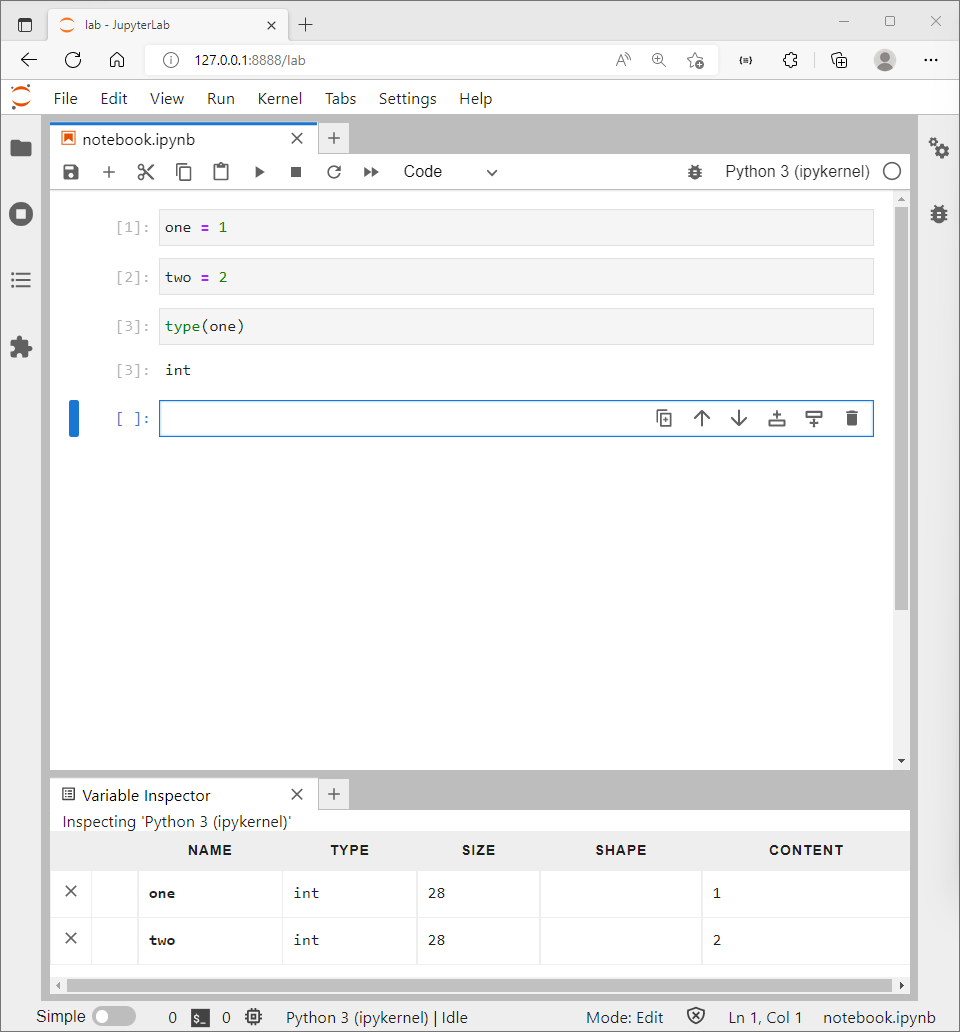 lab - JupyterLab
127.0.0.1:8888/lab
File Edit View Run Kernel Tabs Settings Help
notebook.ipynb
Code Python 3 (ipykernel)
[1]: one = 1
[2]: two = 2
[3]: type(one)
[3]: int
[ ]:
Variable Inspector
Inspecting 'Python 3 (ipykernel)'
NAME TYPE SIZE SHAPE CONTENT
one int 28 1
two int 28 2
Simple 0 $_ 0 Python 3 (ipykernel) | Idle Mode: Edit Ln 1, Col 1 notebook.ipynb